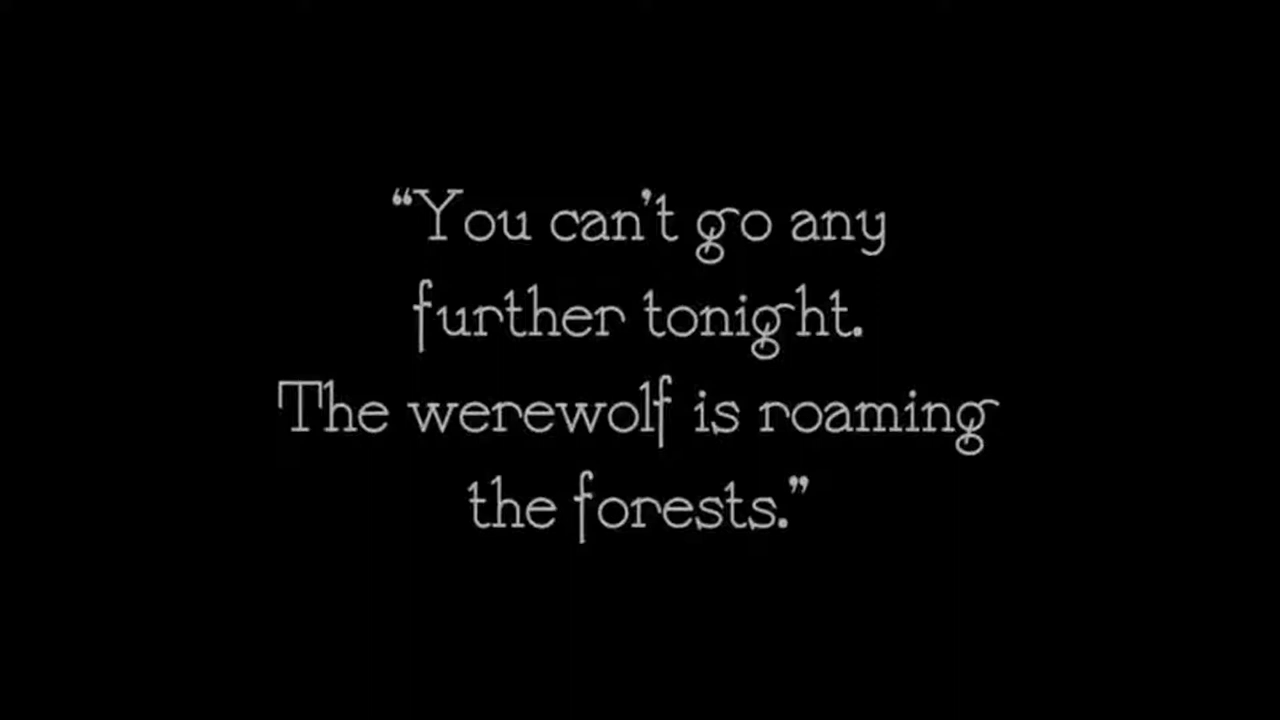 “You can’t go any
further tonight.
The werewolf is roaming
the forests.”